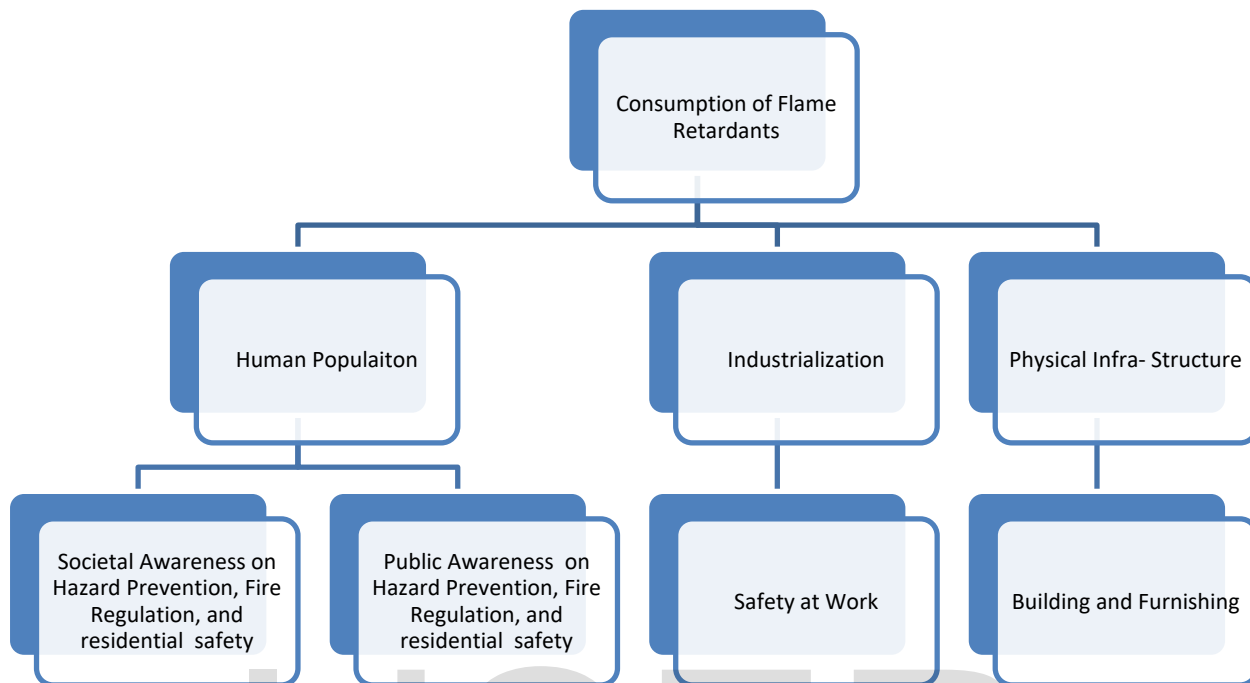 Consumption of Flame
Retardants
Human Populaiton
Industrialization
Physical Infra- Structure
Societal Awareness on
Hazard Prevention, Fire
Regulation, and
residential safety
Public Awareness on
Hazard Prevention, Fire
Regulation, and
residential safety
Safety at Work
Building and Furnishing